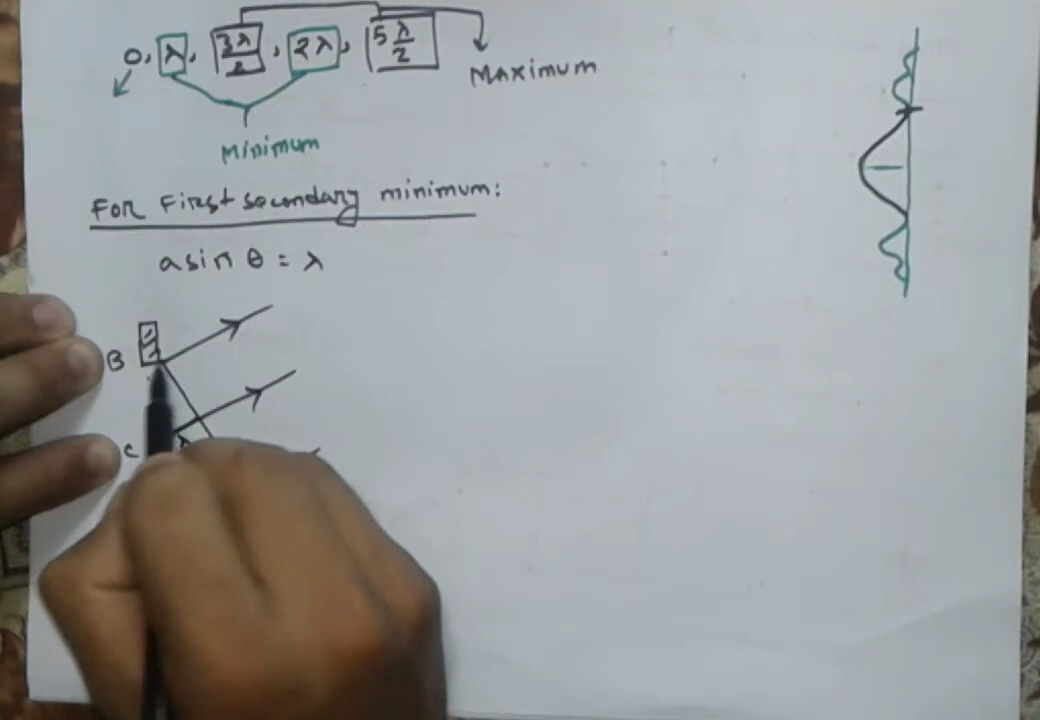 0, λ, 3λ/2, 2λ, 5λ/2
Maximum
Minimum
For First secondary minimum:
a sin θ = λ
B
C